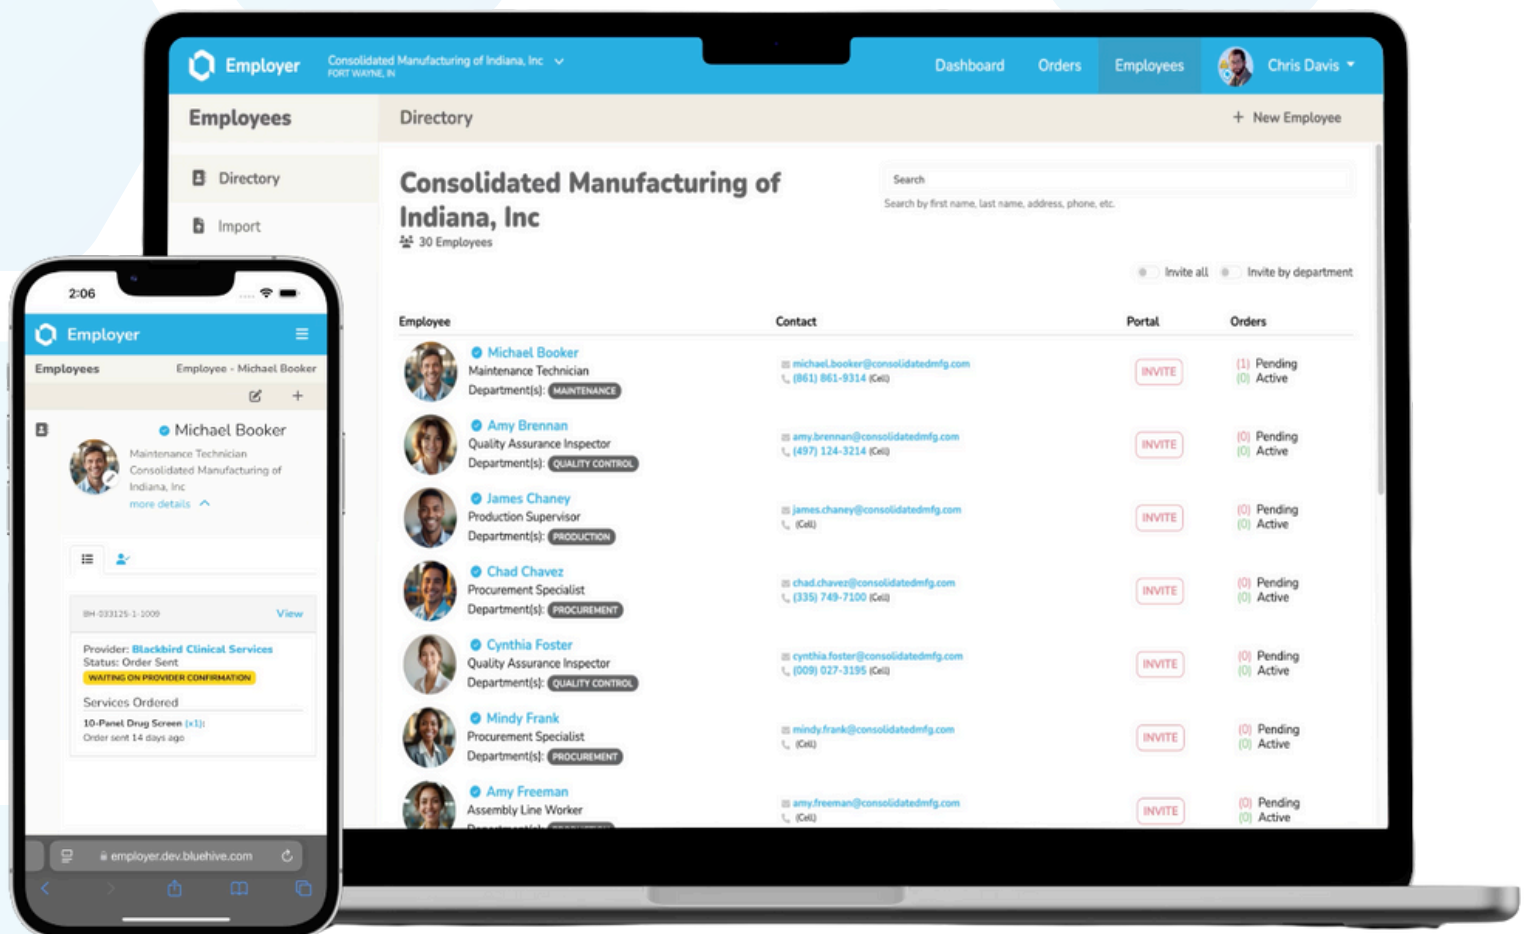 Employer
Consolidated Manufacturing of Indiana, Inc
FORT WAYNE, IN
Dashboard
Orders
Employees
Chris Davis
Employees
Directory
+ New Employee
Directory
Import
Consolidated Manufacturing of
Indiana, Inc
30 Employees
Search
Search by first name, last name, address, phone, etc.
Invite all
Invite by department
Employee
Contact
Portal
Orders
Michael Booker
Maintenance Technician
Department(s): MAINTENANCE
michael.booker@consolidatedmfg.com
(861) 861-9314 (Cell)
INVITE
(1) Pending
(0) Active
Amy Brennan
Quality Assurance Inspector
Department(s): QUALITY CONTROL
amy.brennan@consolidatedmfg.com
(497) 124-3214 (Cell)
INVITE
(0) Pending
(0) Active
James Chaney
Production Supervisor
Department(s): PRODUCTION
james.chaney@consolidatedmfg.com
(Cell)
INVITE
(0) Pending
(0) Active
Chad Chavez
Procurement Specialist
Department(s): PROCUREMENT
chad.chavez@consolidatedmfg.com
(335) 749-7100 (Cell)
INVITE
(0) Pending
(0) Active
Cynthia Foster
Quality Assurance Inspector
Department(s): QUALITY CONTROL
cynthia.foster@consolidatedmfg.com
(009) 027-3195 (Cell)
INVITE
(0) Pending
(0) Active
Mindy Frank
Procurement Specialist
Department(s): PROCUREMENT
mindy.frank@consolidatedmfg.com
(Cell)
INVITE
(0) Pending
(0) Active
Amy Freeman
Assembly Line Worker
amy.freeman@consolidatedmfg.com
(Cell)
INVITE
(0) Pending
(0) Active
2:06
Employer
Employees
Employee - Michael Booker
Michael Booker
Maintenance Technician
Consolidated Manufacturing of
Indiana, Inc
more details
BH-033125-1-1009
View
Provider: Blackbird Clinical Services
Status: Order Sent
WAITING ON PROVIDER CONFIRMATION
Services Ordered
10-Panel Drug Screen (x1):
Order sent 14 days ago
employer.dev.bluehive.com